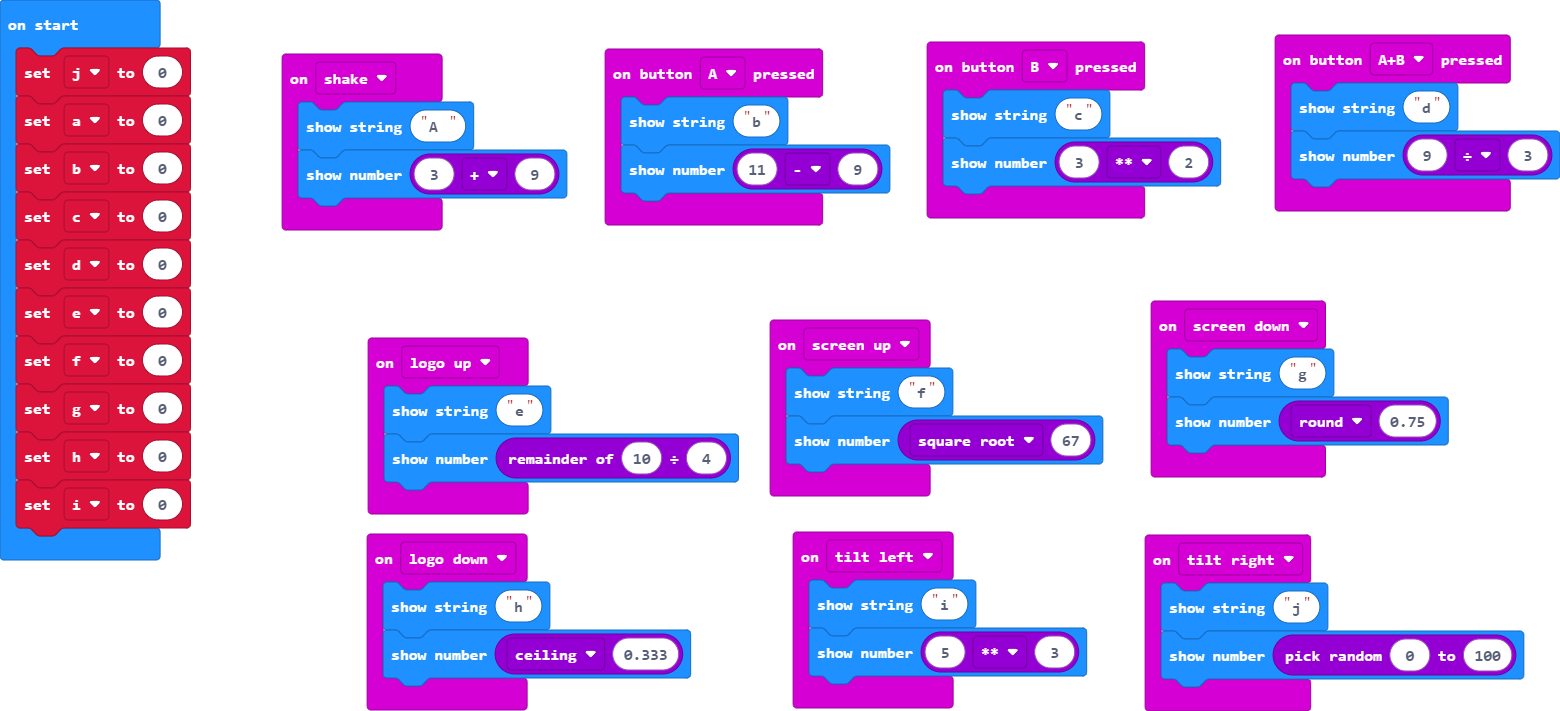 on start
set j to 0
set a to 0
set b to 0
set c to 0
set d to 0
set e to 0
set f to 0
set g to 0
set h to 0
set i to 0
on shake
show string "A "
show number 3 + 9
on button A pressed
show string "b"
show number 11 - 9
on button B pressed
show string "c"
show number 3 ** 2
on button A+B pressed
show string "d"
show number 9 ÷ 3
on logo up
show string "e"
show number remainder of 10 ÷ 4
on screen up
show string "f"
show number square root 67
on screen down
show string "g"
show number round 0.75
on logo down
show string "h"
show number ceiling 0.333
on tilt left
show string "i"
show number 5 ** 3
on tilt right
show string "j"
show number pick random 0 to 100